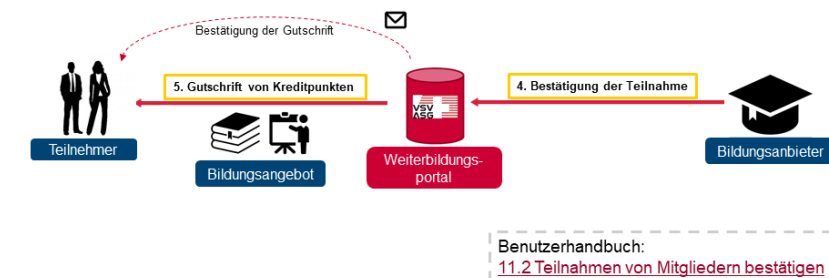 Bestätigung der Gutschrift
5. Gutschrift von Kreditpunkten
4. Bestätigung der Teilnahme
VSV
ASG
Teilnehmer
Bildungsangebot
Weiterbildungs-
portal
Bildungsanbieter
Benutzerhandbuch:
11.2 Teilnahmen von Mitgliedern bestätigen